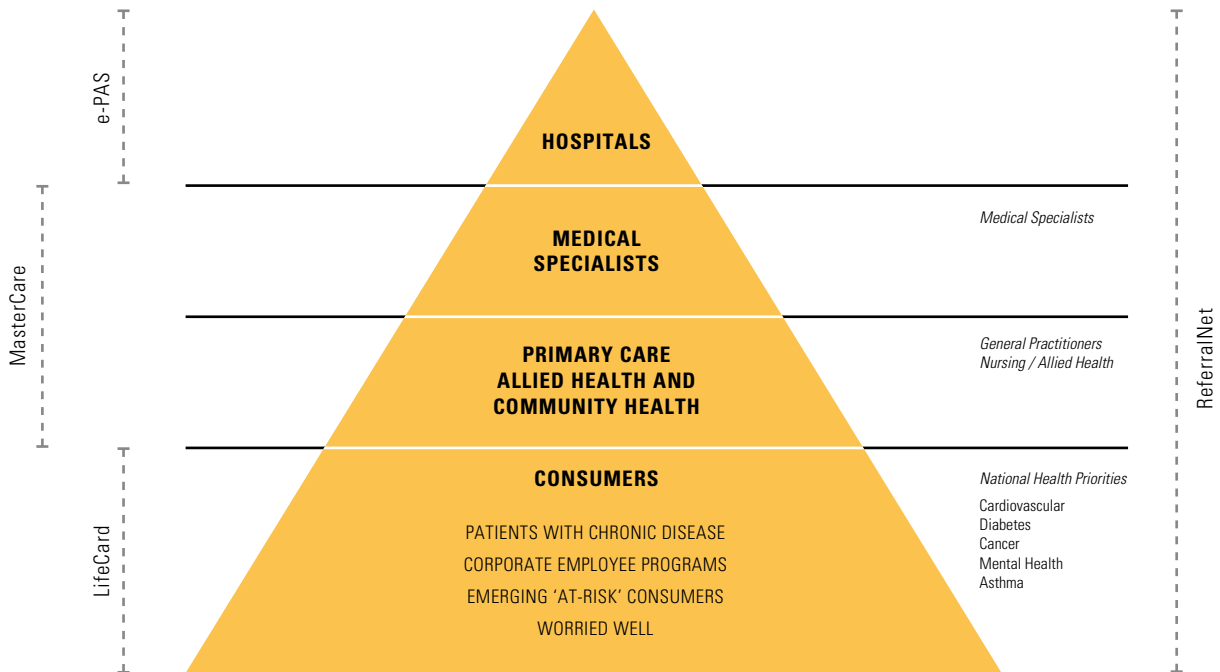 e-PAS
MasterCare
LifeCard
HOSPITALS
MEDICAL
SPECIALISTS
PRIMARY CARE
ALLIED HEALTH AND
COMMUNITY HEALTH
CONSUMERS
PATIENTS WITH CHRONIC DISEASE
CORPORATE EMPLOYEE PROGRAMS
EMERGING ‘AT-RISK’ CONSUMERS
WORRIED WELL
Medical Specialists
General Practitioners
Nursing / Allied Health
National Health Priorities
Cardiovascular
Diabetes
Cancer
Mental Health
Asthma
ReferralNet